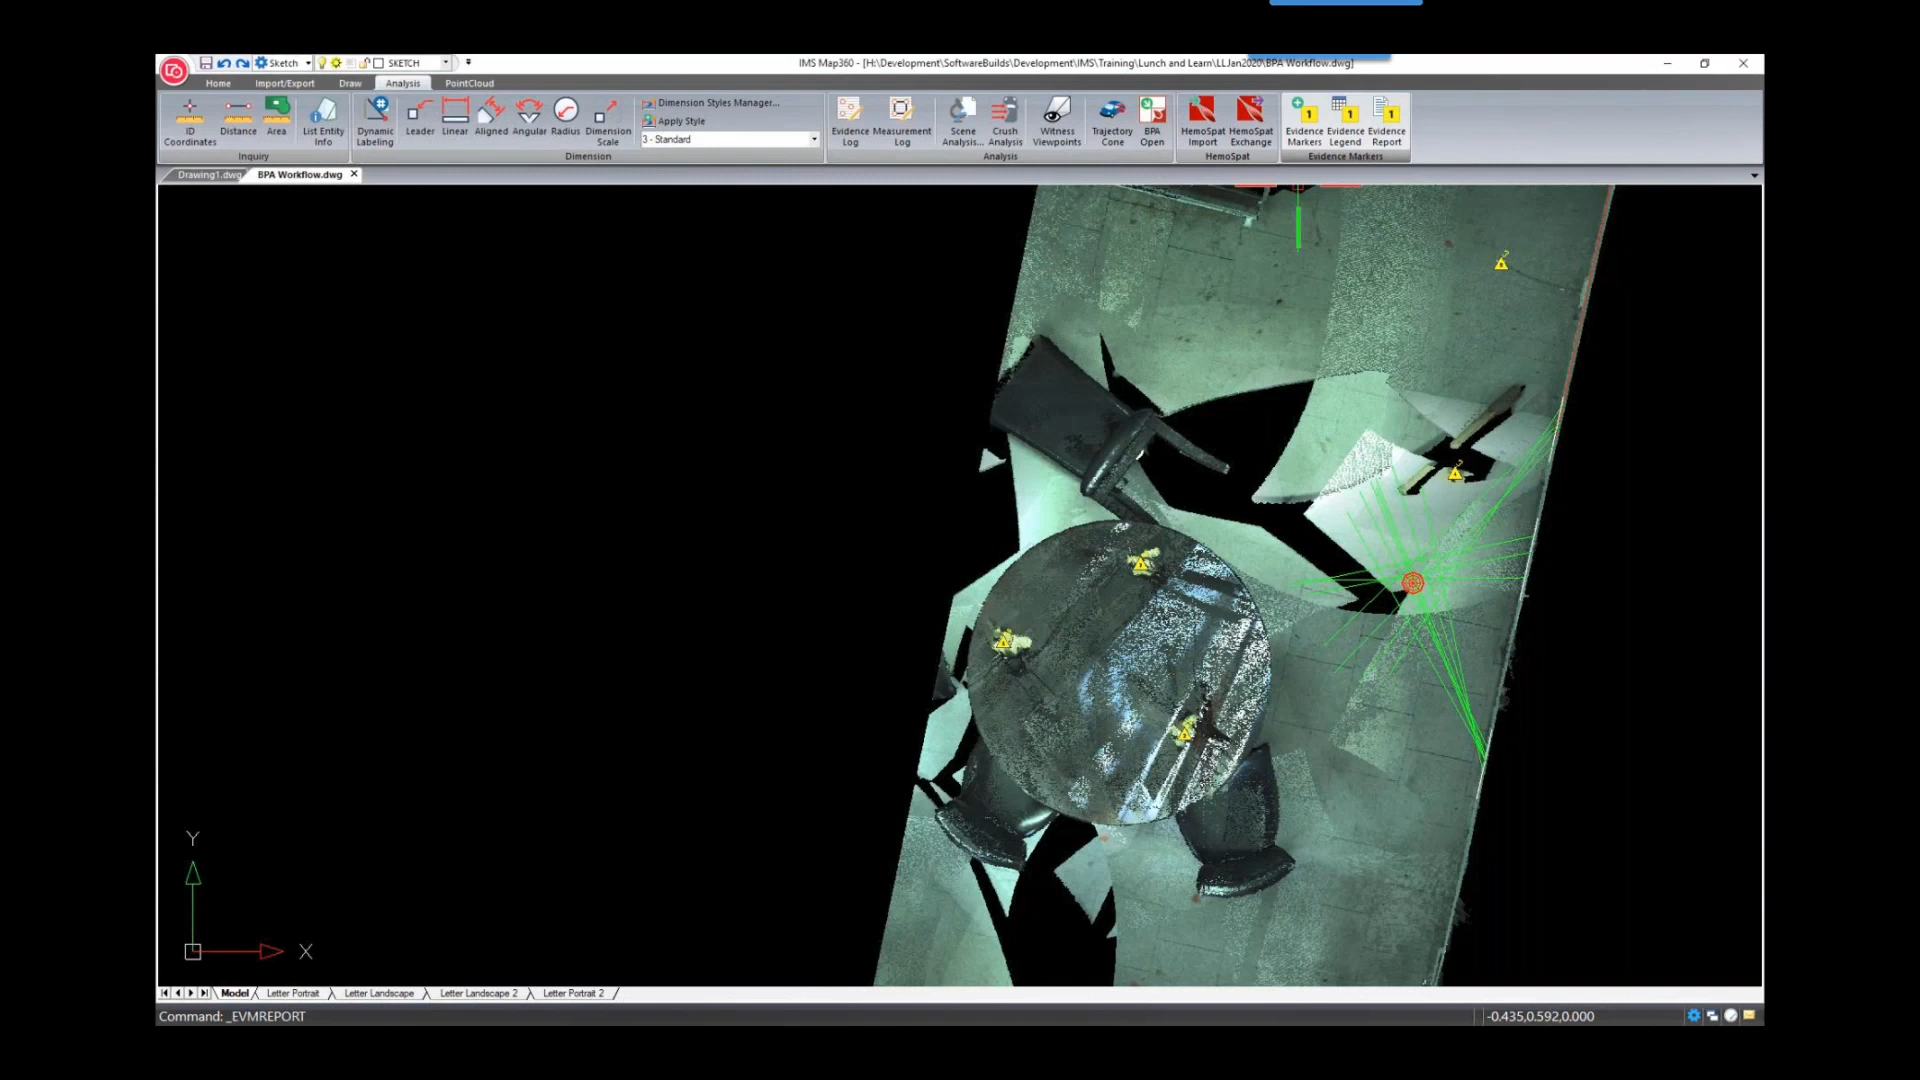 Sketch SKETCH
IMS Map360 - [H:\Development\SoftwareBuilds\Development\IMS\Training\Lunch and Learn\LLJan2020\BPA Workflow.dwg]
Home Import/Export Draw Analysis PointCloud
ID Coordinates
Distance
Area
List Entity Info
Inquiry
Dynamic Labeling
Leader
Linear
Aligned
Angular
Radius
Dimension Scale
Dimension Styles Manager...
Apply Style
3 - Standard
Dimension
Evidence Log
Measurement Log
Scene Analysis...
Crush Analysis
Witness Viewpoints
Trajectory Cone
BPA Open
Analysis
HemoSpat Import
HemoSpat Exchange
HemoSpat
1
Evidence Markers
1
Evidence Legend
1
Evidence Report
Evidence Markers
Drawing1.dwg BPA Workflow.dwg
Y
X
Model Letter Portrait Letter Landscape Letter Landscape 2 Letter Portrait 2
Command: _EVMREPORT
-0.435,0.592,0.000